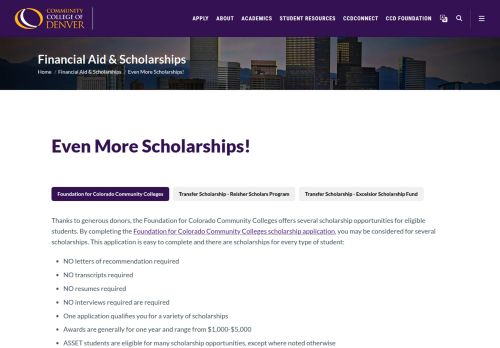 COMMUNITY
COLLEGE OF
DENVER
APPLY ABOUT ACADEMICS STUDENT RESOURCES CCDCONNECT CCD FOUNDATION
Financial Aid & Scholarships
Home / Financial Aid & Scholarships / Even More Scholarships!
Even More Scholarships!
Foundation for Colorado Community Colleges Transfer Scholarship - Reisher Scholars Program Transfer Scholarship - Excelsior Scholarship Fund
Thanks to generous donors, the Foundation for Colorado Community Colleges offers several scholarship opportunities for eligible
students. By completing the Foundation for Colorado Community Colleges scholarship application, you may be considered for several
scholarships. This application is easy to complete and there are scholarships for every type of student:
• NO letters of recommendation required
• NO transcripts required
• NO resumes required
• NO interviews required are required
• One application qualifies you for a variety of scholarships
• Awards are generally for one year and range from $1,000-$5,000
• ASSET students are eligible for many scholarship opportunities, except where noted otherwise